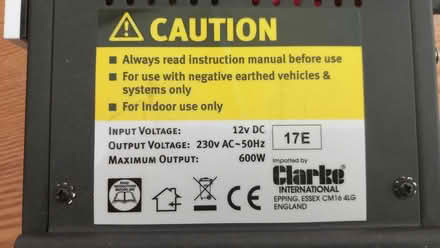 CAUTION
Always read instruction manual before use
For use with negative earthed vehicles &
systems only
For Indoor use only
INPUT VOLTAGE: 12v DC
OUTPUT VOLTAGE: 230v AC~50Hz
MAXIMUM OUTPUT: 600W
17E
Imported by
Clarke®
INTERNATIONAL
EPPING, ESSEX CM16 4LG
ENGLAND
CE